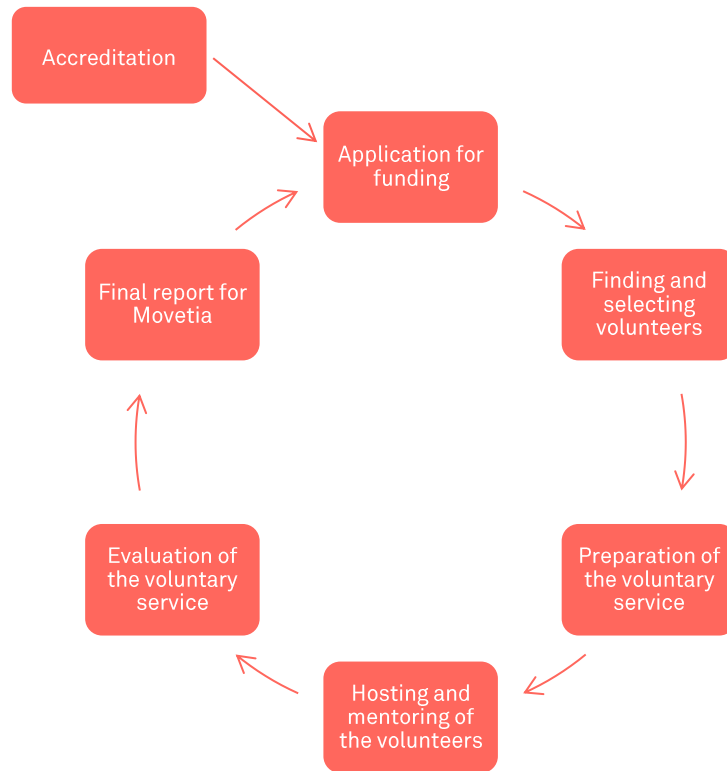 Accreditation
Application for
funding
Finding and
selecting
volunteers
Preparation of
the voluntary
service
Hosting and
mentoring of
the volunteers
Evaluation of
the voluntary
service
Final report for
Movetia